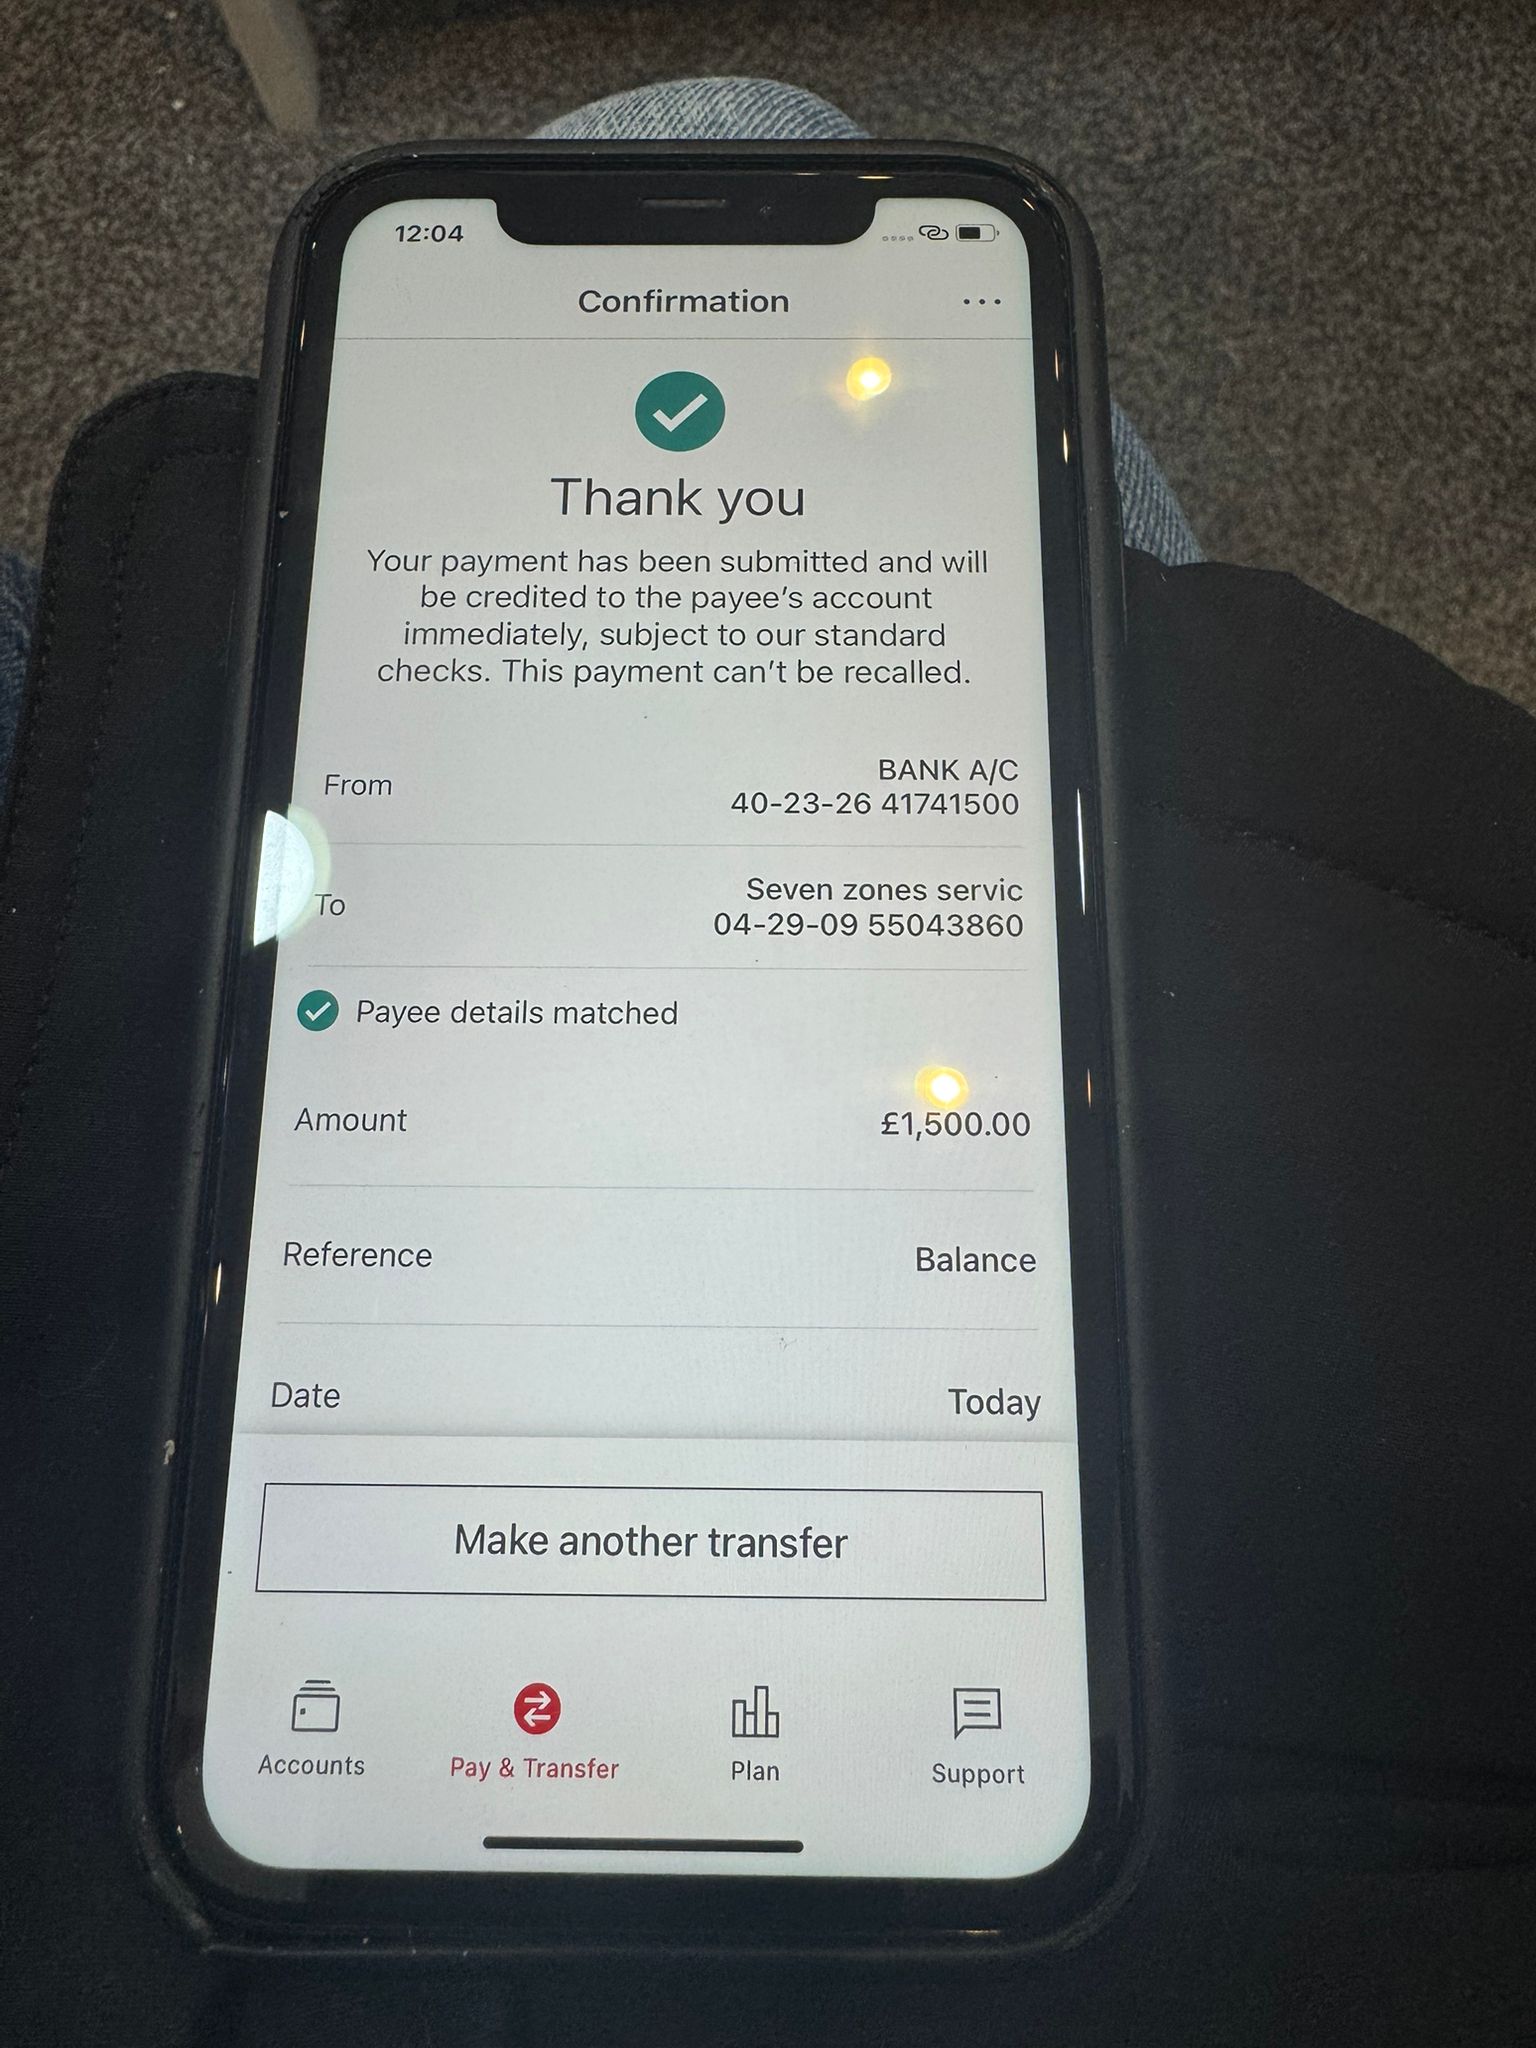 12:04
Confirmation
Thank you
Your payment has been submitted and will
be credited to the payee's account
immediately, subject to our standard
checks. This payment can't be recalled.
From
BANK A/C
40-23-26 41741500
To
Seven zones servic
04-29-09 55043860
Payee details matched
Amount
£1,500.00
Reference
Balance
Date
Today
Make another transfer
Accounts
Pay & Transfer
Plan
Support